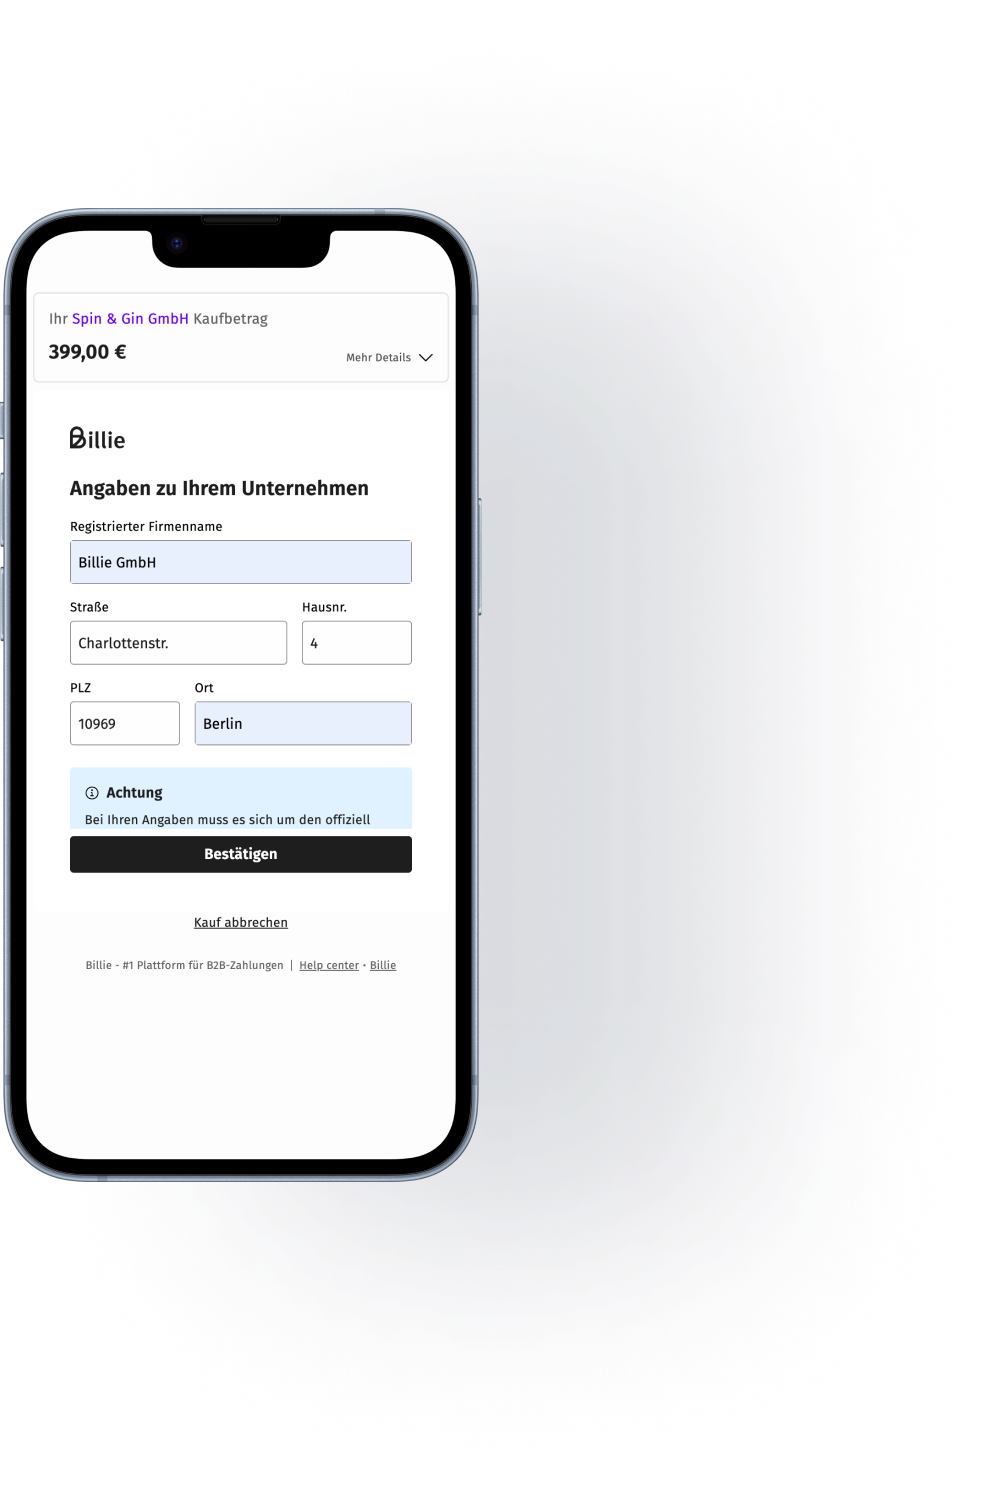 Ihr Spin & Gin GmbH Kaufbetrag
399,00 €
Mehr Details
Billie
Angaben zu Ihrem Unternehmen
Registrierter Firmenname
Billie GmbH
Straße Hausnr.
Charlottenstr. 4
PLZ Ort
10969 Berlin
Achtung
Bei Ihren Angaben muss es sich um den offiziell
Bestätigen
Kauf abbrechen
Billie - #1 Plattform für B2B-Zahlungen | Help center • Billie